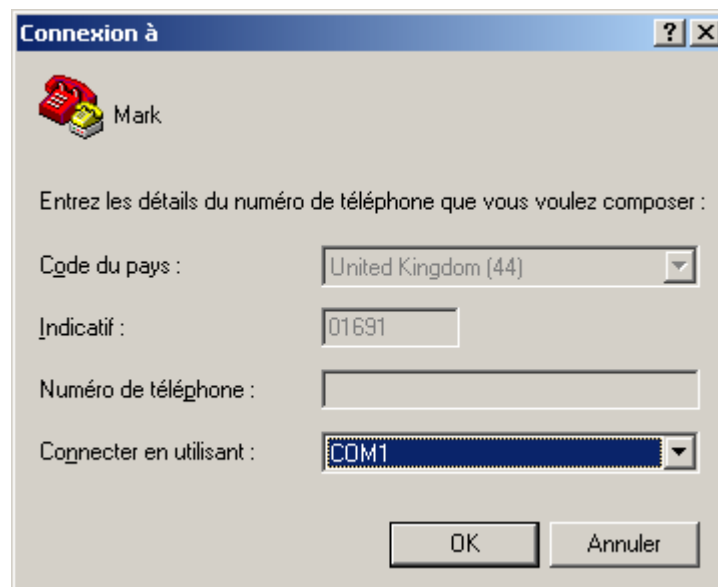 Connexion à
Mark
Entrez les détails du numéro de téléphone que vous voulez composer :
Code du pays : United Kingdom (44)
Indicatif : 01691
Numéro de téléphone :
Connecter en utilisant : COM1
OK Annuler